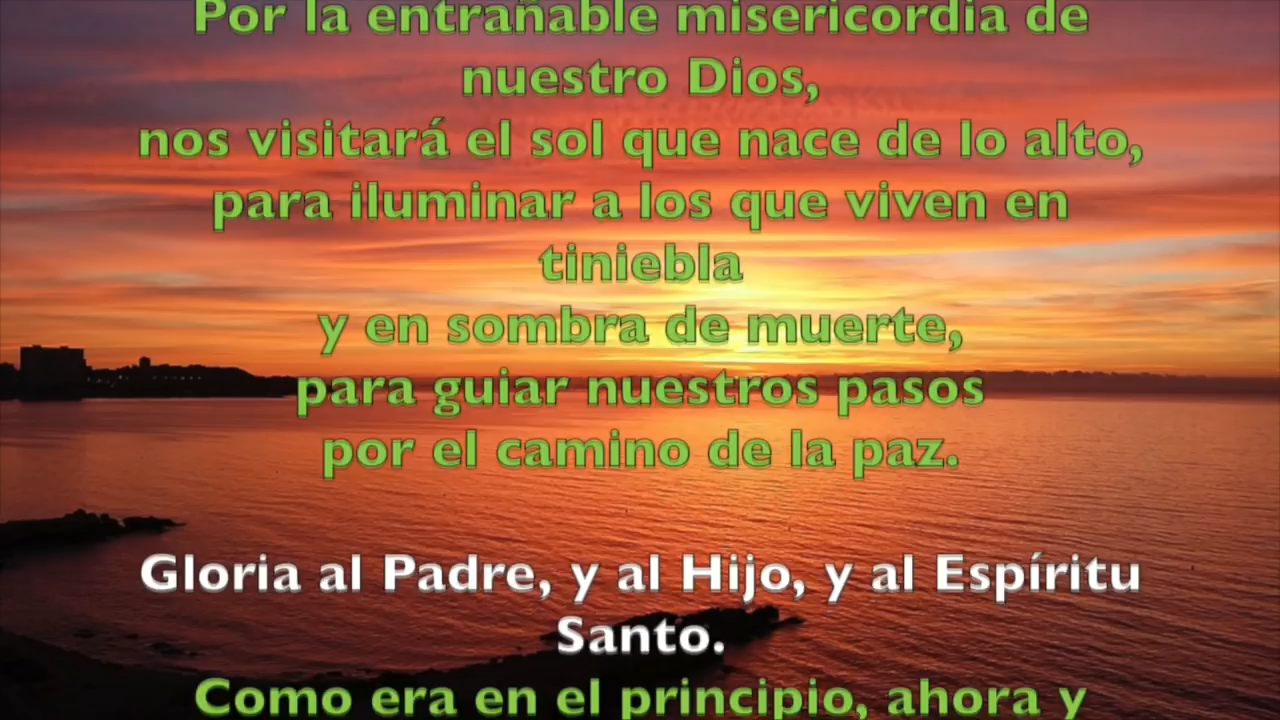 Por la entrañable misericordia de
nuestro Dios,
nos visitará el sol que nace de lo alto,
para iluminar a los que viven en
tiniebla
y en sombra de muerte,
para guiar nuestros pasos
por el camino de la paz.
Gloria al Padre, y al Hijo, y al Espíritu
Santo.
Como era en el principio, ahora y